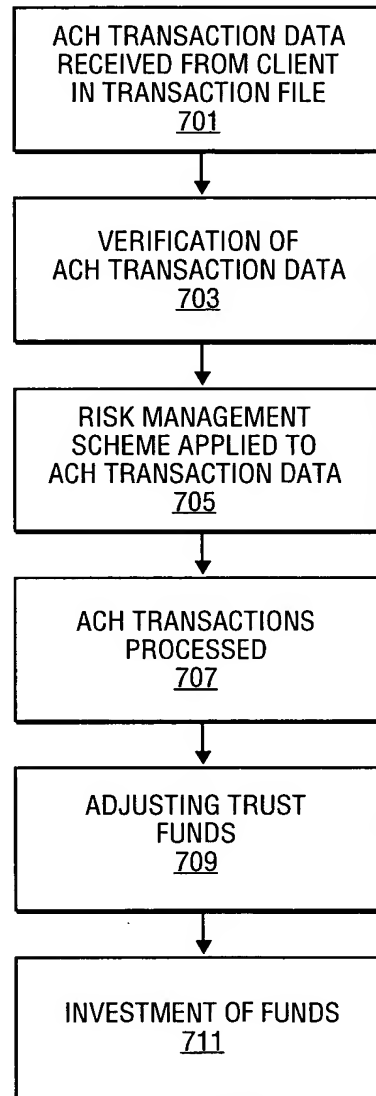 ACH TRANSACTION DATA
RECEIVED FROM CLIENT
IN TRANSACTION FILE
701
VERIFICATION OF
ACH TRANSACTION DATA
703
RISK MANAGEMENT
SCHEME APPLIED TO
ACH TRANSACTION DATA
705
ACH TRANSACTIONS
PROCESSED
707
ADJUSTING TRUST
FUNDS
709
INVESTMENT OF FUNDS
711